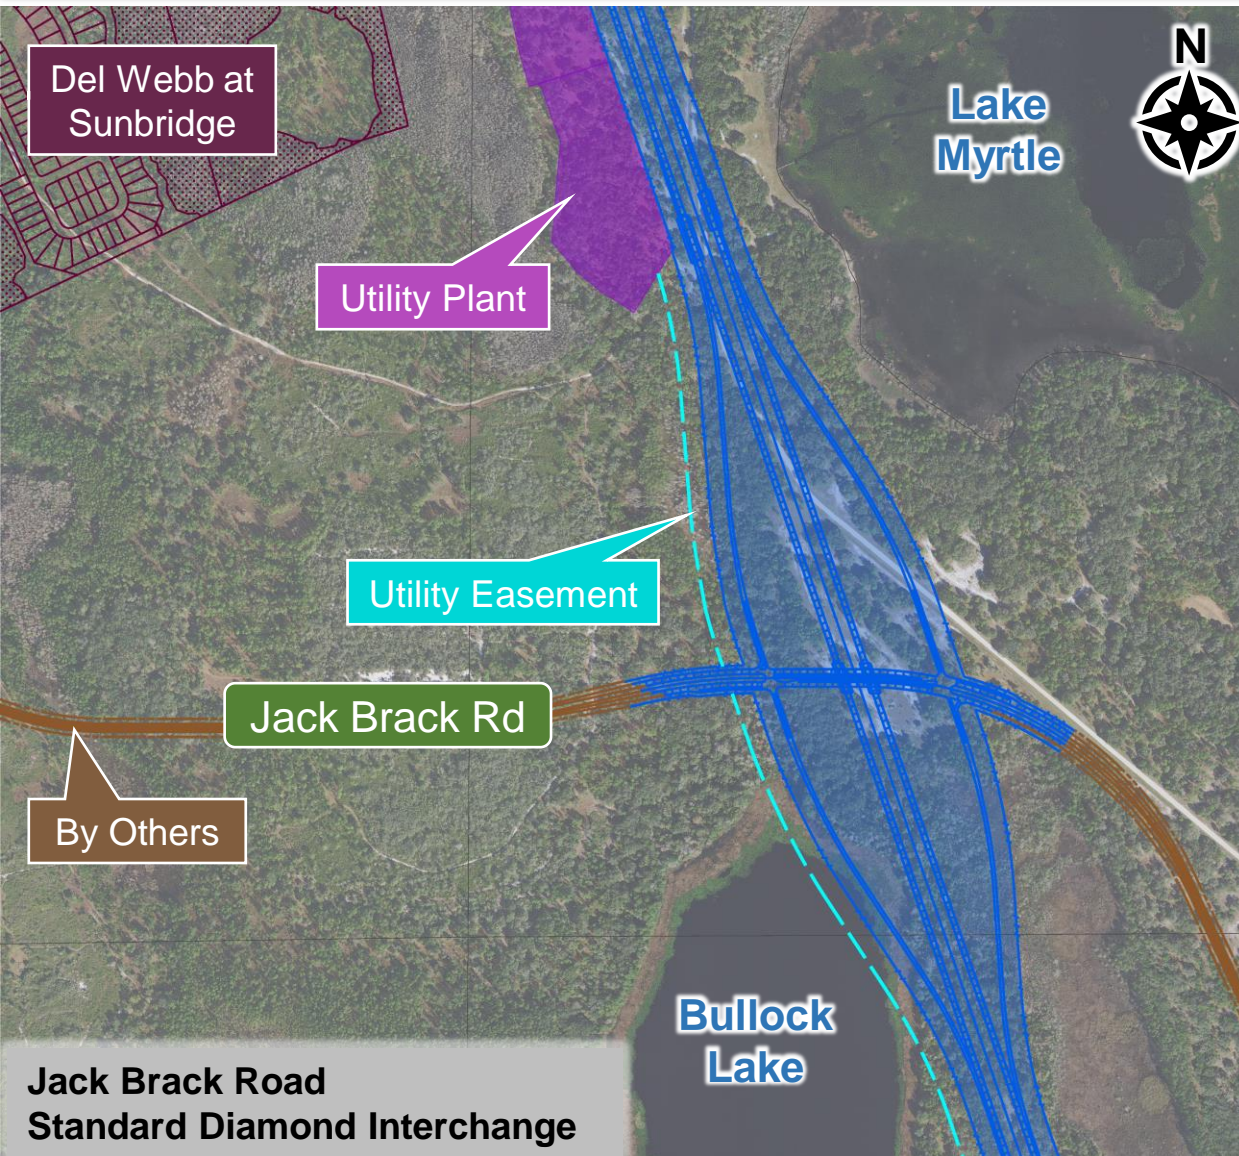 N
Del Webb at
Sunbridge
Lake
Myrtle
Utility Plant
Utility Easement
Jack Brack Rd
By Others
Bullock
Lake
Jack Brack Road
Standard Diamond Interchange